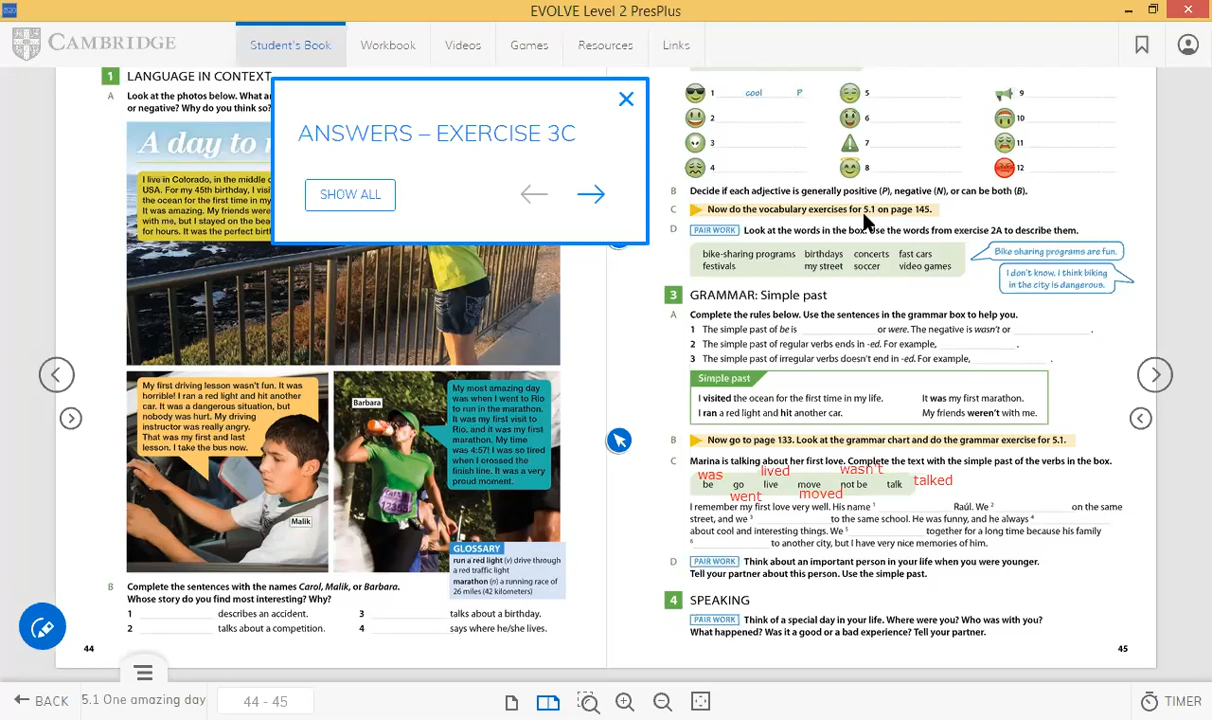 EVOLVE Level 2 PresPlus
CAMBRIDGE
Student's Book
Workbook
Videos
Games
Resources
Links
1 LANGUAGE IN CONTEXT
A Look at the photos below. What a
or negative? Why do you think so?
A day to
I live in Colorado, in the middle o
USA. For my 45th birthday, I visi
the ocean for the first time in my
It was amazing. My friends were
with me, but I stayed on the bea
for hours. It was the perfect birt
ANSWERS – EXERCISE 3C
SHOW ALL
My first driving lesson wasn't fun. It was
horrible! I ran a red light and hit another
car. It was a dangerous situation, but
nobody was hurt. My driving
instructor was really angry.
That was my first and last
lesson. I take the bus now.
Malik
Barbara
My most amazing
day was when I went to Rio
to run in the marathon.
It was my first visit to
Rio, and it was my first
marathon. My time
was 4:57! I was so tired
when I crossed the
finish line. It was a very
proud moment.
12353
GLOSSARY
run a red light (v) drive through
a red traffic light
marathon (n) a running race of
26 miles (42 kilometers)
B Complete the sentences with the names Carol, Malik, or Barbara.
Whose story do you find most interesting? Why?
1 describes an accident.
2 talks about a competition.
3 talks about a birthday.
4 says where he/she lives.
44
1 cool P
2
3
4
5
6
7
8
9
10
11
12
B Decide if each adjective is generally positive (P), negative (N), or can be both (B).
C Now do the vocabulary exercises for 5.1 on page 145.
D PAIR WORK Look at the words in the box. Use the words from exercise 2A to describe them.
bike-sharing programs birthdays concerts fast cars
festivals my street soccer video games
Bike sharing programs are fun.
I don't know. I think biking
in the city is dangerous.
3 GRAMMAR: Simple past
A Complete the rules below. Use the sentences in the grammar box to help you.
1 The simple past of be is or were. The negative is wasn't or .
2 The simple past of regular verbs ends in -ed. For example, .
3 The simple past of irregular verbs doesn't end in -ed. For example, .
Simple past
I visited the ocean for the first time in my life. It was my first marathon.
I ran a red light and hit another car. My friends weren't with me.
B Now go to page 133. Look at the grammar chart and do the grammar exercise for 5.1.
C Marina is talking about her first love. Complete the text with the simple past of the verbs in the box.
was lived wasn't
be go live move not be talk talked
went moved
I remember my first love very well. His name 1 Raúl. We 2 on the same
street, and we 3 to the same school. He was funny, and he always 4
about cool and interesting things. We 5 together for a long time because his family
6 to another city, but I have very nice memories of him.
D PAIR WORK Think about an important person in your life when you were younger.
Tell your partner about this person. Use the simple past.
4 SPEAKING
PAIR WORK Think of a special day in your life. Where were you? Who was with you?
What happened? Was it a good or a bad experience? Tell your partner.
45
BACK
5.1 One amazing day
44 - 45
TIMER